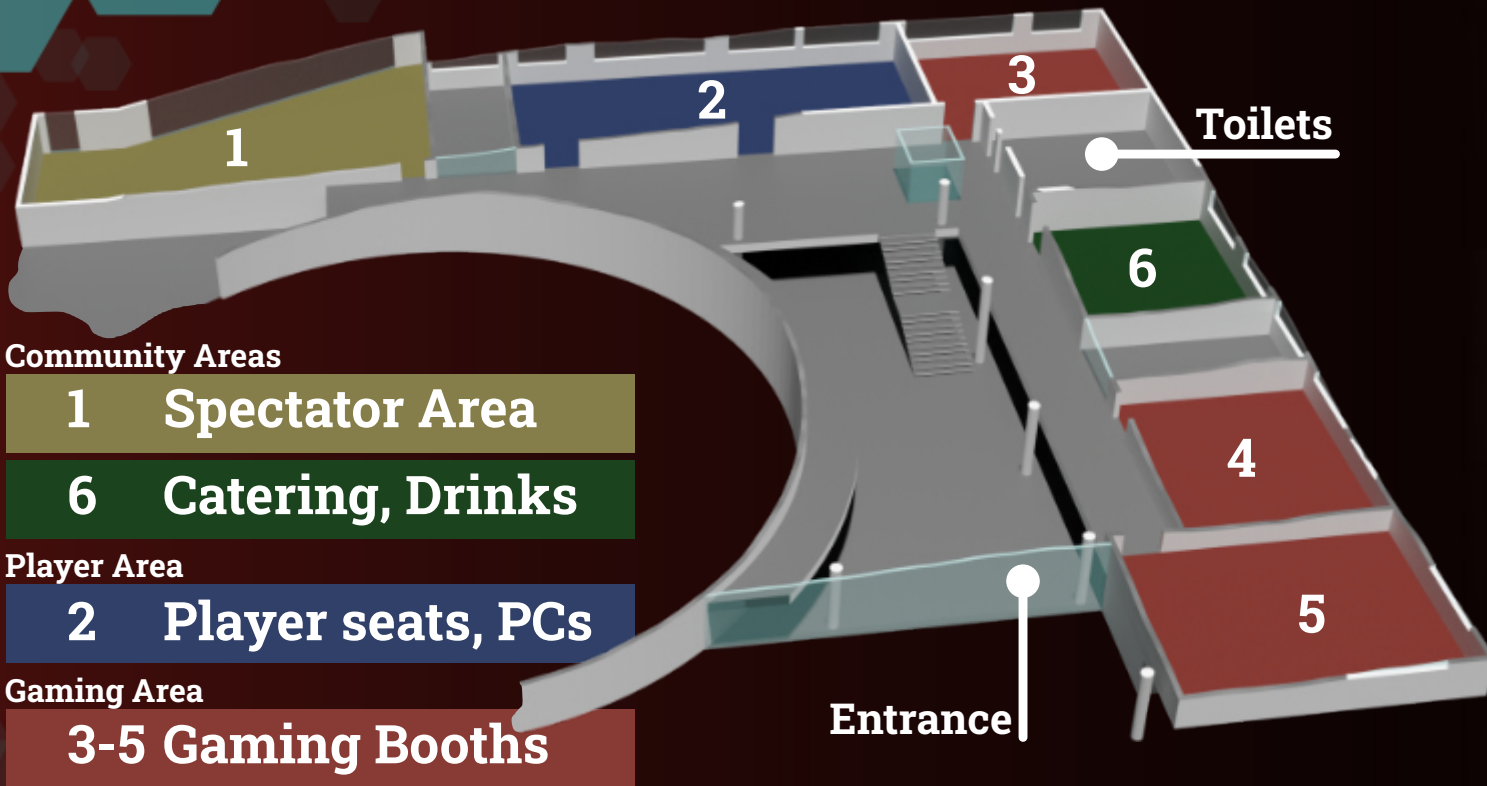 1
2
3
Toilets
6
4
5
Entrance
Community Areas
1 Spectator Area
6 Catering, Drinks
Player Area
2 Player seats, PCs
Gaming Area
3-5 Gaming Booths